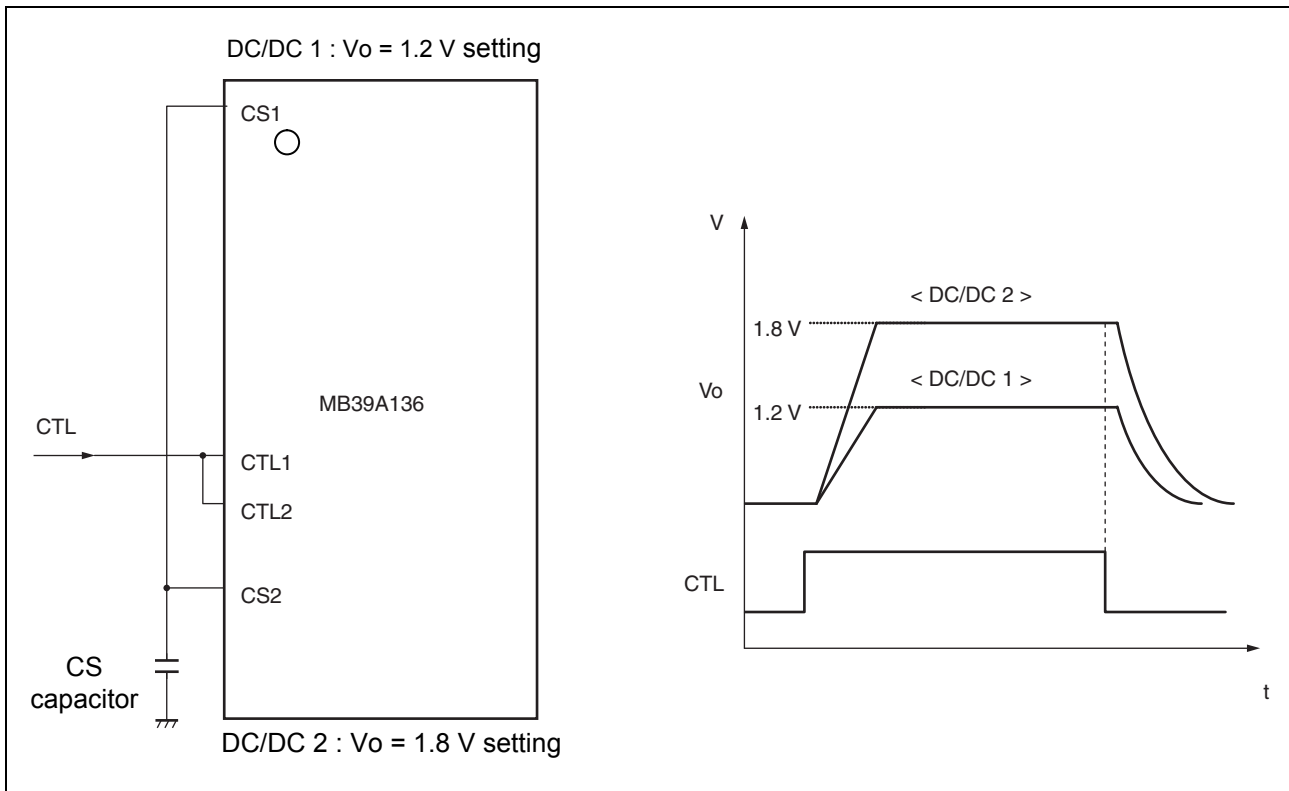 DC/DC 1 : Vo = 1.2 V setting
CS1
MB39A136
CTL
CTL1
CTL2
CS2
CS
capacitor
DC/DC 2 : Vo = 1.8 V setting
V
< DC/DC 2 >
1.8 V
< DC/DC 1 >
Vo
1.2 V
CTL
t